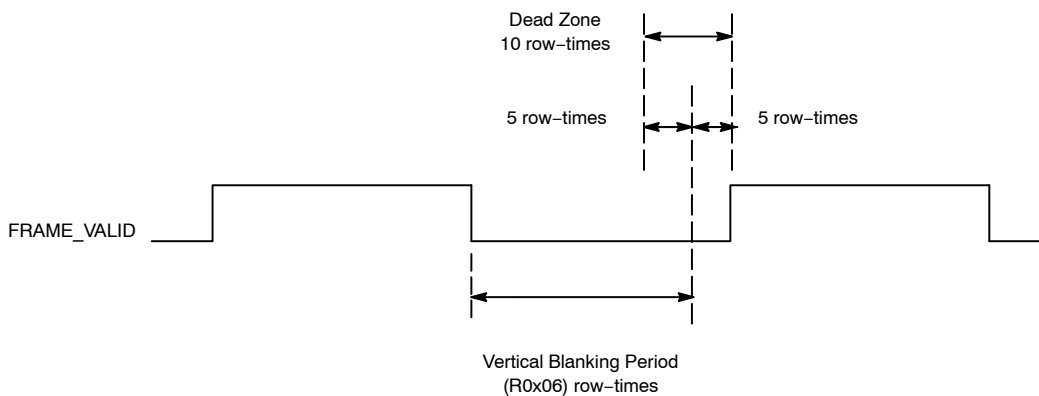 Dead Zone
10 row−times
5 row−times
5 row−times
FRAME_VALID
Vertical Blanking Period
(R0x06) row−times